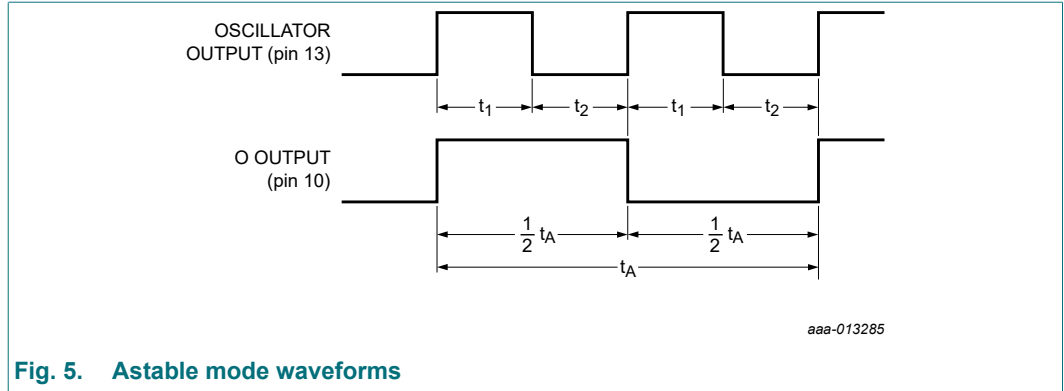 OSCILLATOR
OUTPUT (pin 13)
t1 t2 t1 t2
O OUTPUT
(pin 10)
1/2 tA 1/2 tA
tA
aaa-013285
Fig. 5. Astable mode waveforms